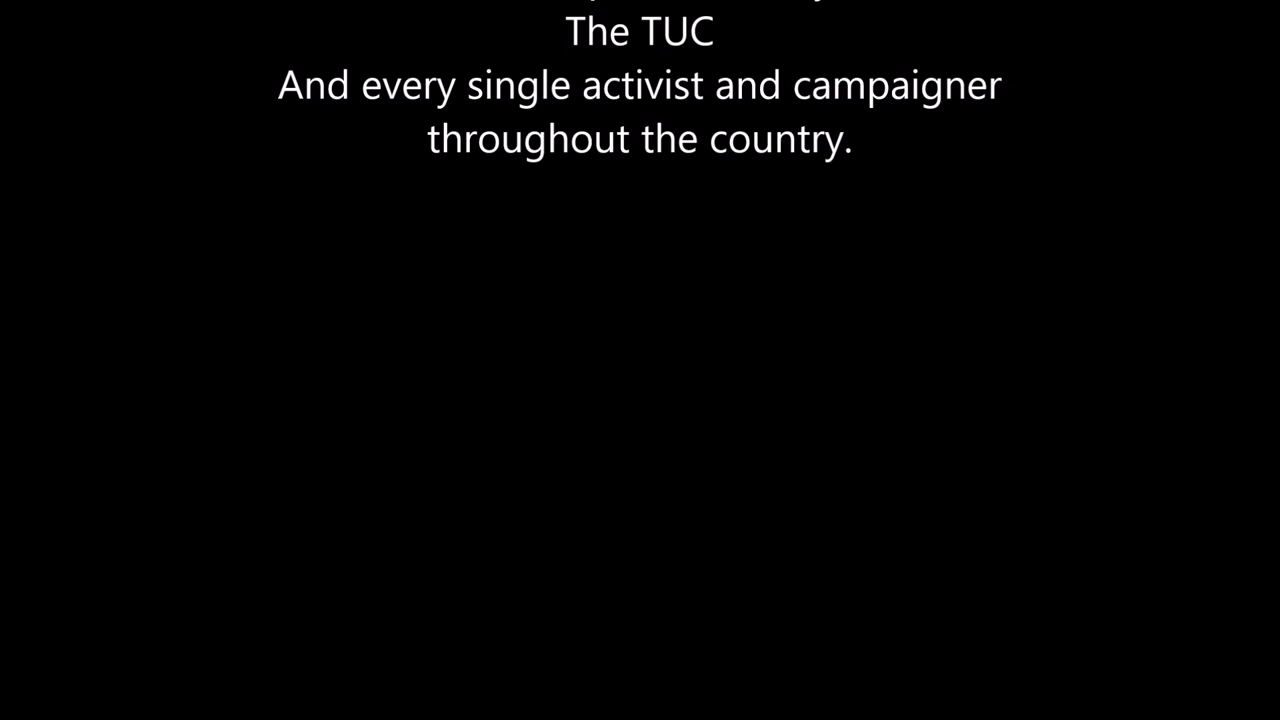 The TUC
And every single activist and campaigner
throughout the country.